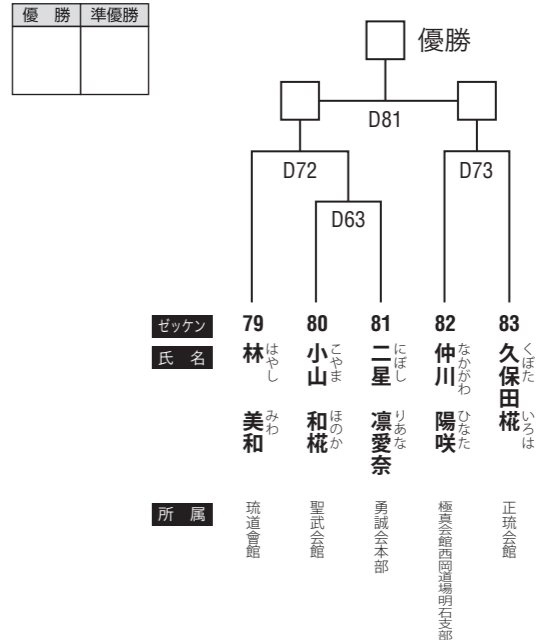 優 勝 準優勝
優勝
D81
D72 D73
D63
ゼッケン 79 80 81 82 83
氏 名
林 美和
はやし みわ
小山 和椛
こやま ほのか
二星 凛愛奈
にぼし りあな
仲川 陽咲
なかがわ ひなた
久保田 椛
くぼた いろは
所 属
琉道會館
聖武会館
勇誠会本部
極真会館西岡道場明石支部
正琉会館